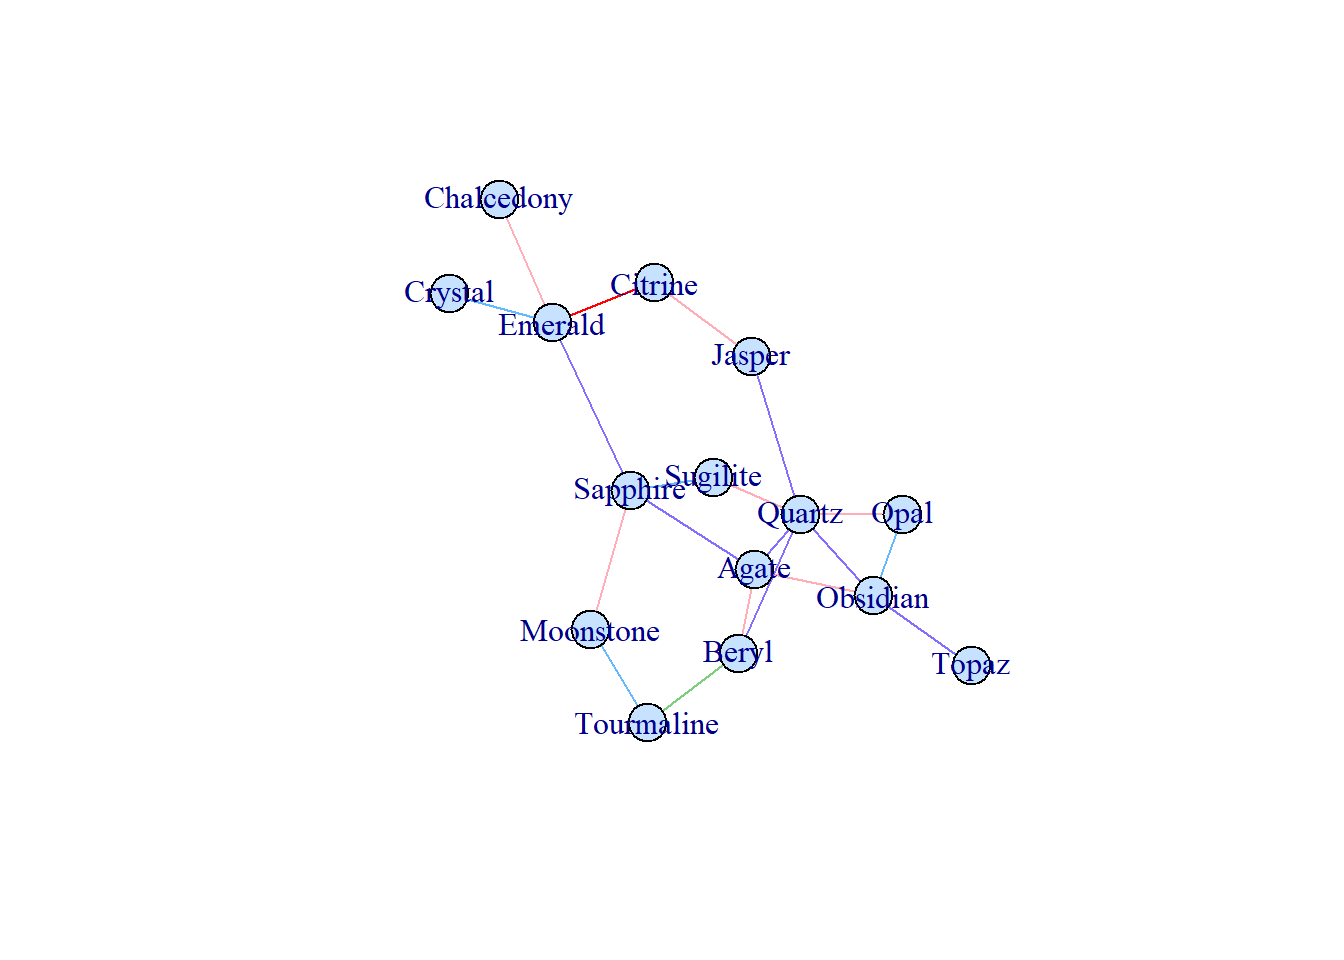 Chalcedony
Citrine
Crystal
Emerald
Jasper
Sugilite
Sapphire
Quartz
Opal
Agate
Obsidian
Moonstone
Beryl
Topaz
Tourmaline